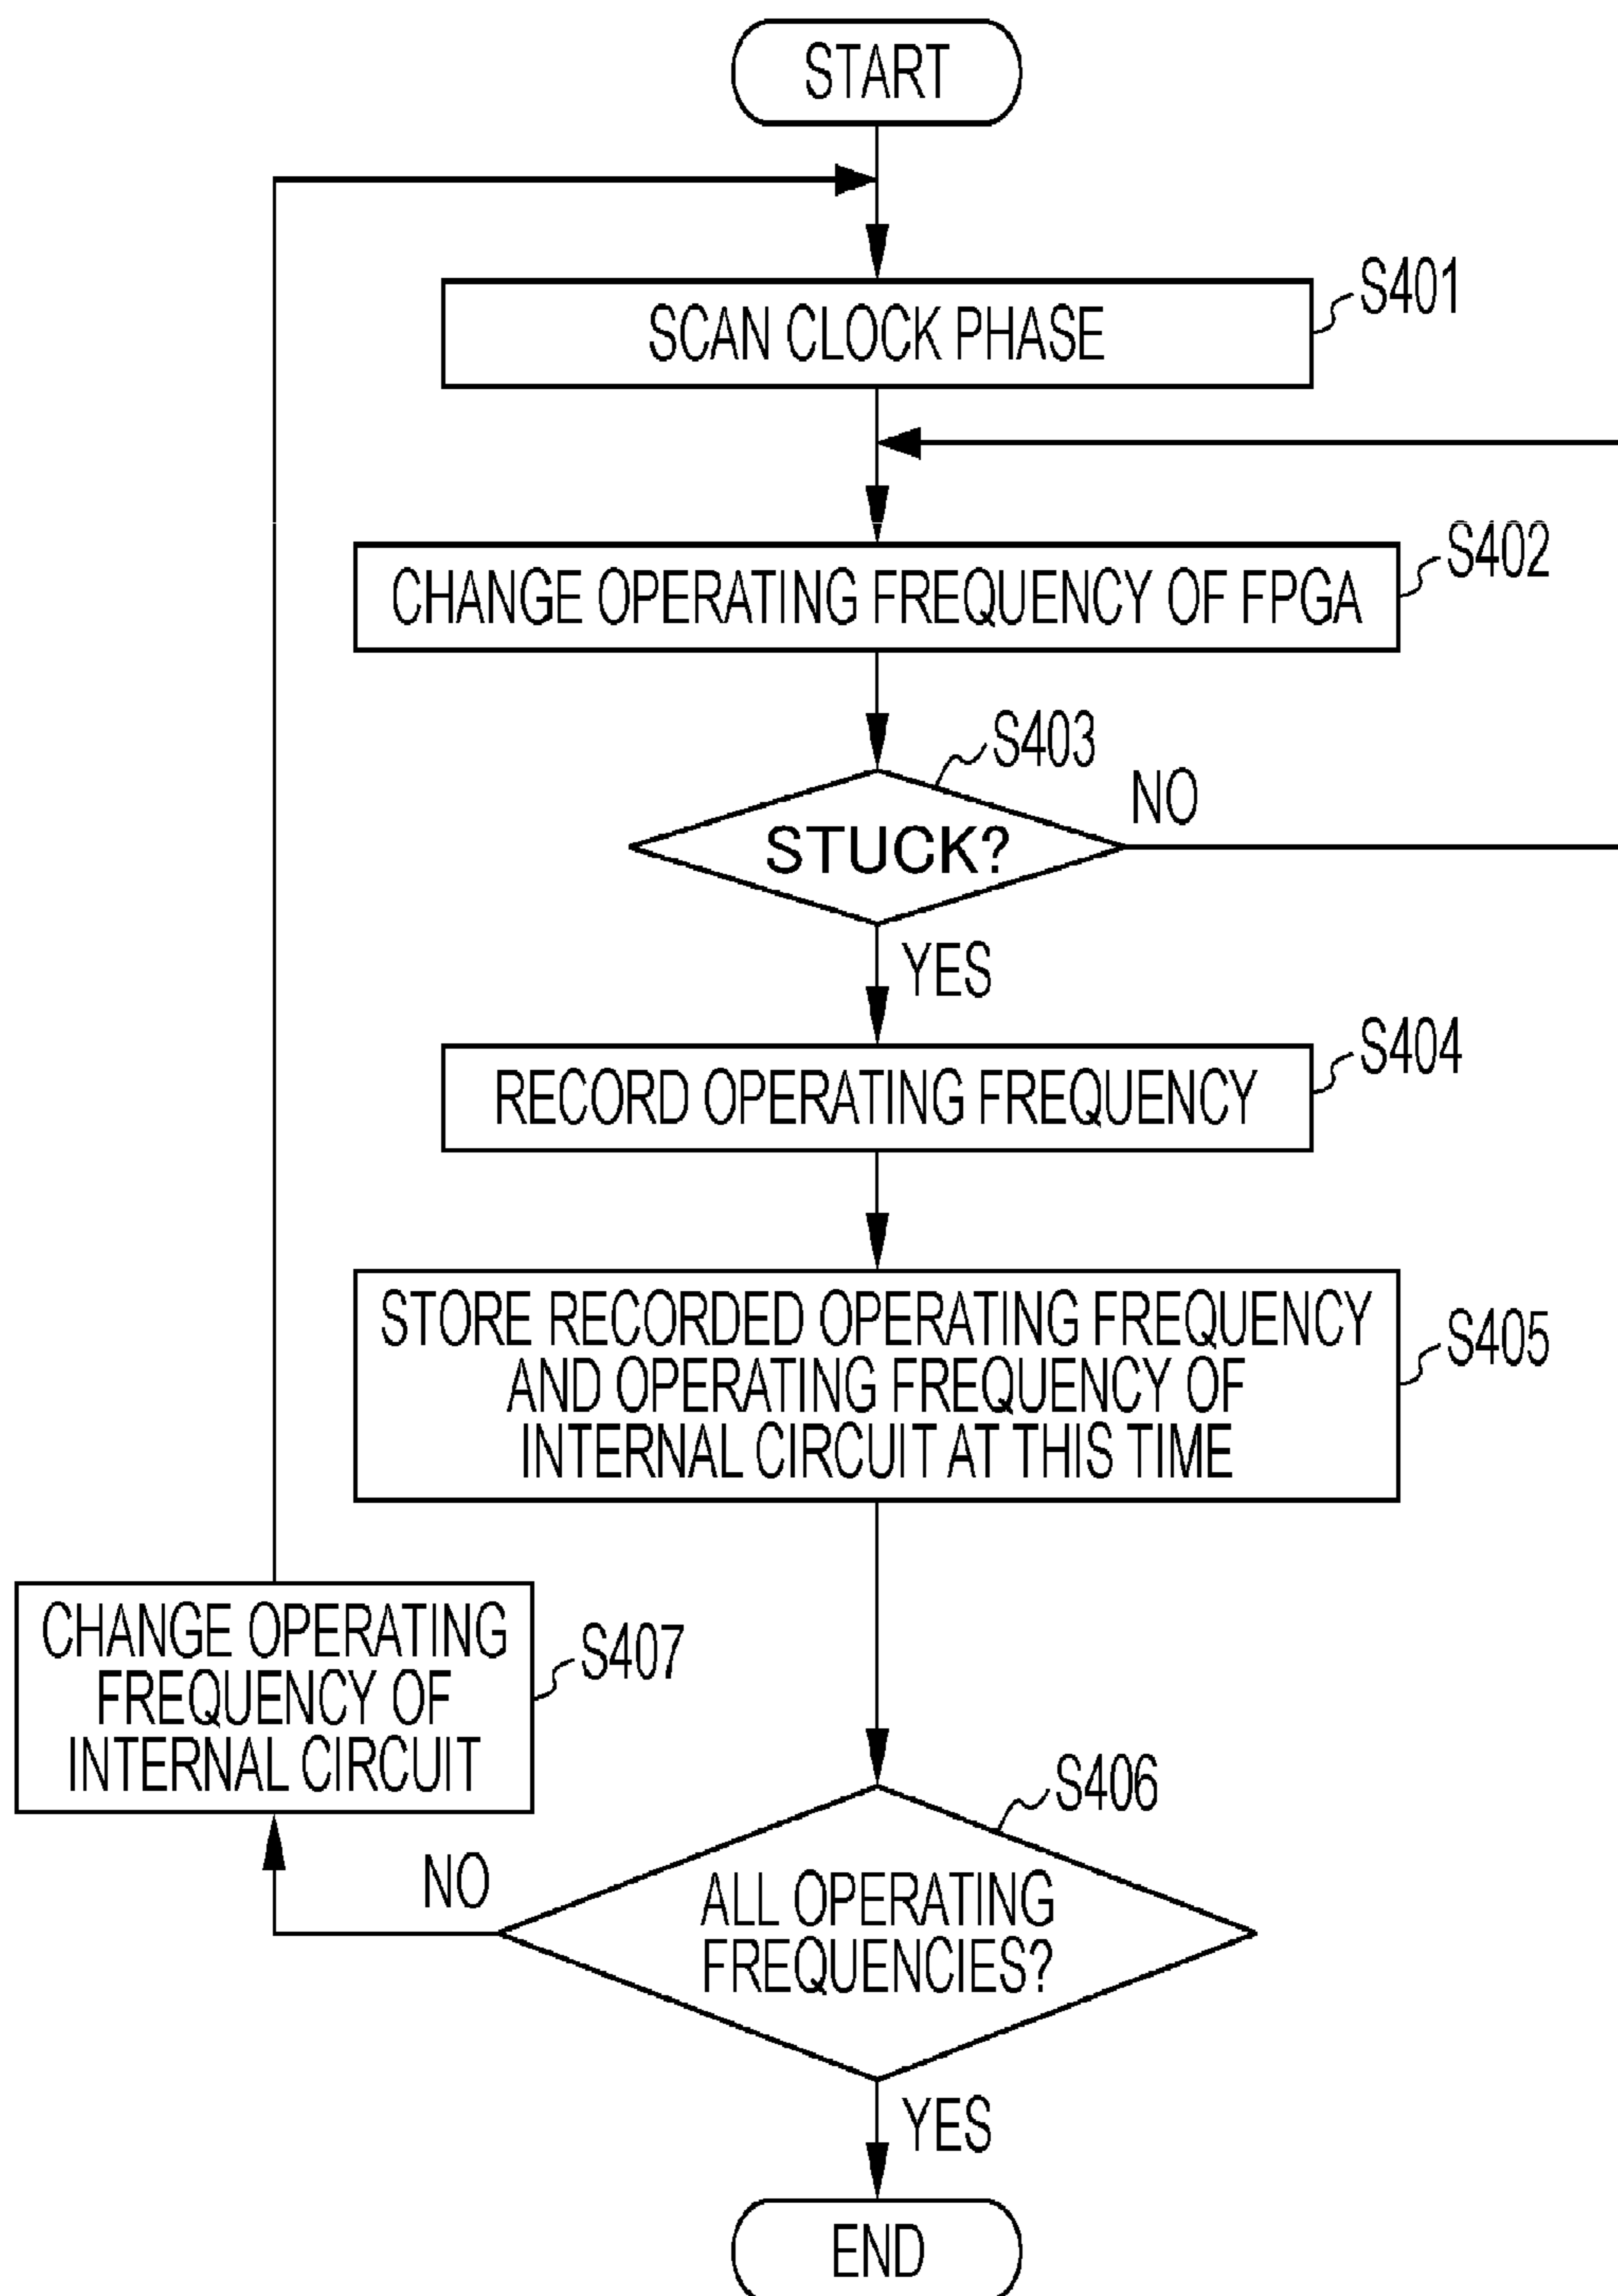 START
SCAN CLOCK PHASE
S401
CHANGE OPERATING FREQUENCY OF FPGA
S402
S403
STUCK?
NO
YES
RECORD OPERATING FREQUENCY
S404
STORE RECORDED OPERATING FREQUENCY
AND OPERATING FREQUENCY OF
INTERNAL CIRCUIT AT THIS TIME
S405
CHANGE OPERATING
FREQUENCY OF
INTERNAL CIRCUIT
S407
S406
ALL OPERATING
FREQUENCIES?
NO
YES
END